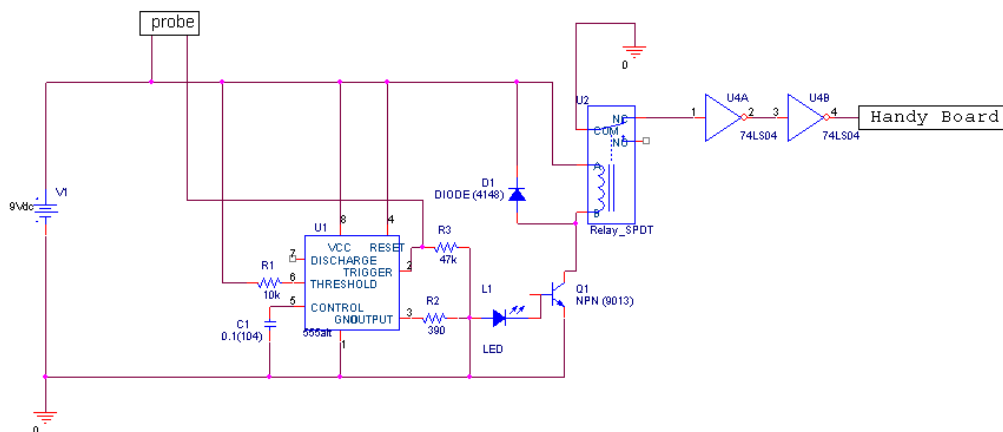 probe
0
U2
U4A
U4B
NC
1
2
3
4
Handy Board
COM
74LS04
74LS04
NO
A
D1
DIODE (4148)
V1
9Vdc
B
Relay_SPDT
U1
8
4
R3
7
VCC
RESET
47k
DISCHARGE
2
R1
TRIGGER
6
THRESHOLD
10k
L1
Q1
NPN (9013)
5
CONTROL
R2
C1
GND
OUTPUT
3
0.1(104)
555alt
390
LED
1
0